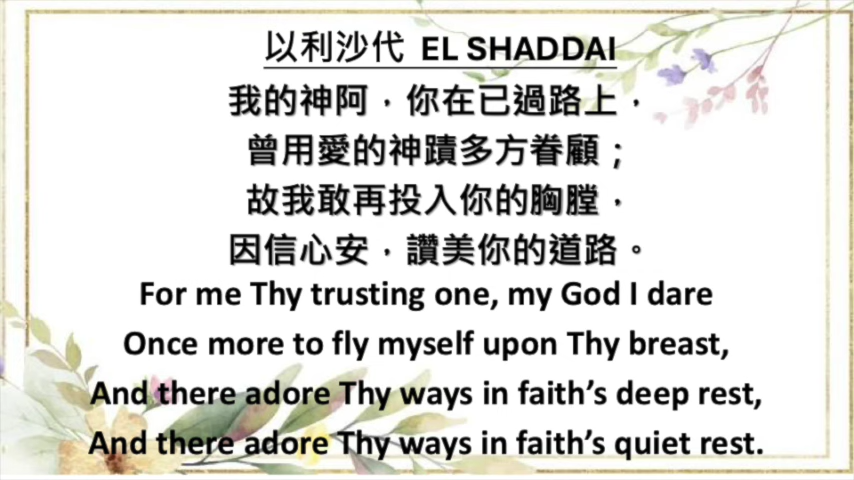 以利沙代 EL SHADDAI
我的神阿，你在已過路上，
曾用愛的神蹟多方眷顧；
故我敢再投入你的胸膛，
因信心安，讚美你的道路。
For me Thy trusting one, my God I dare
Once more to fly myself upon Thy breast,
And there adore Thy ways in faith’s deep rest,
And there adore Thy ways in faith’s quiet rest.